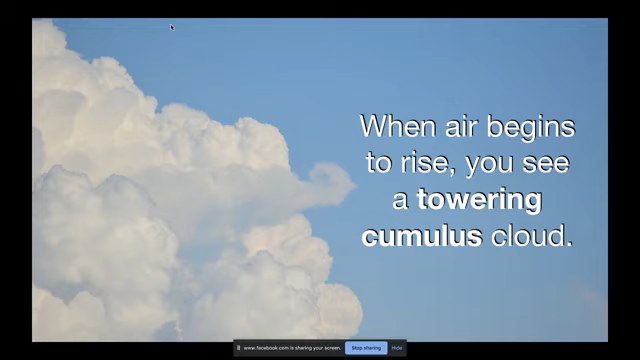 When air begins
to rise, you see
a towering
cumulus cloud.
www.facebook.com is sharing your screen. Stop sharing Hide